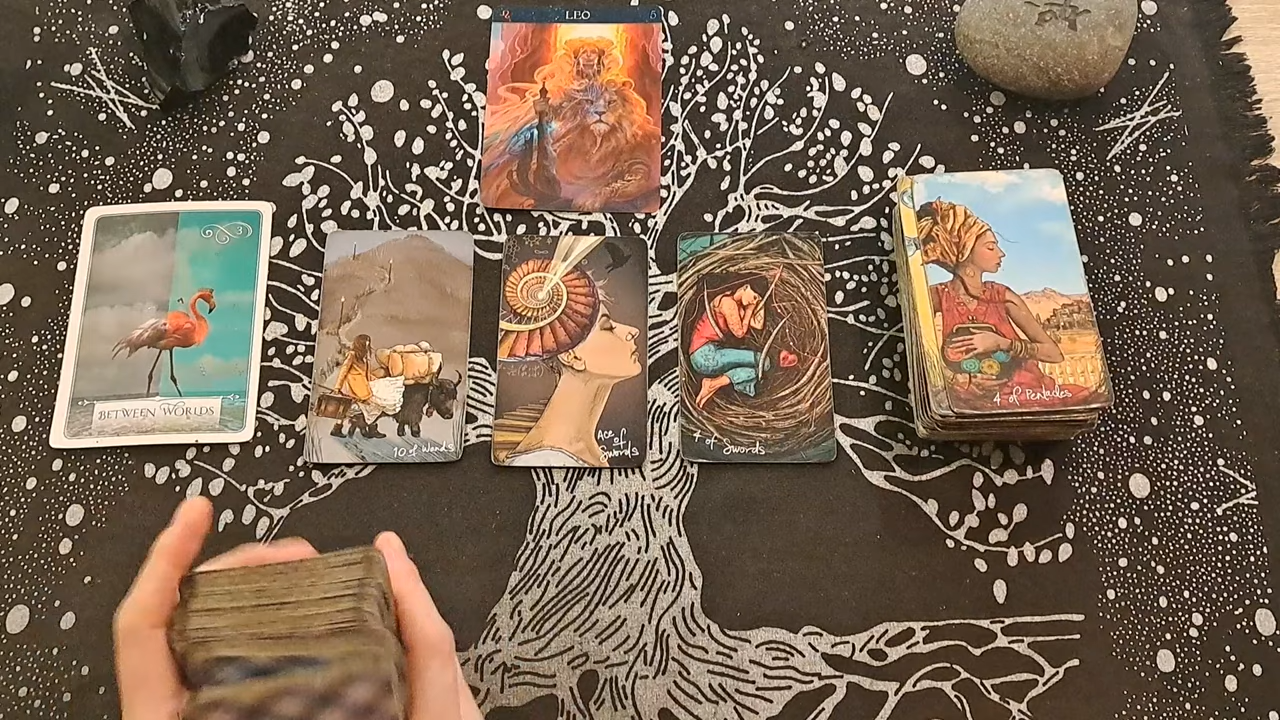 LEO 5
3
BETWEEN WORLDS
10 of Wands
Ace
of
Swords
4 of Swords
4 of Pentacles